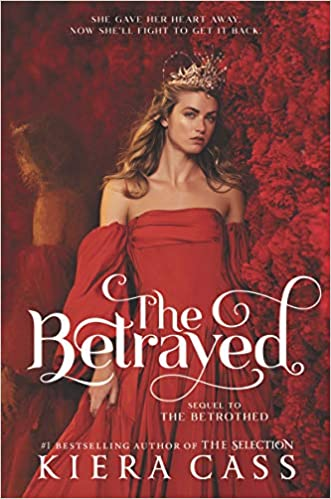 SHE GAVE HER HEART AWAY.
NOW SHE'LL FIGHT TO GET IT BACK.
The
Betrayed
SEQUEL TO
THE BETROTHED
#1 BESTSELLING AUTHOR OF THE SELECTION
KIERA CASS